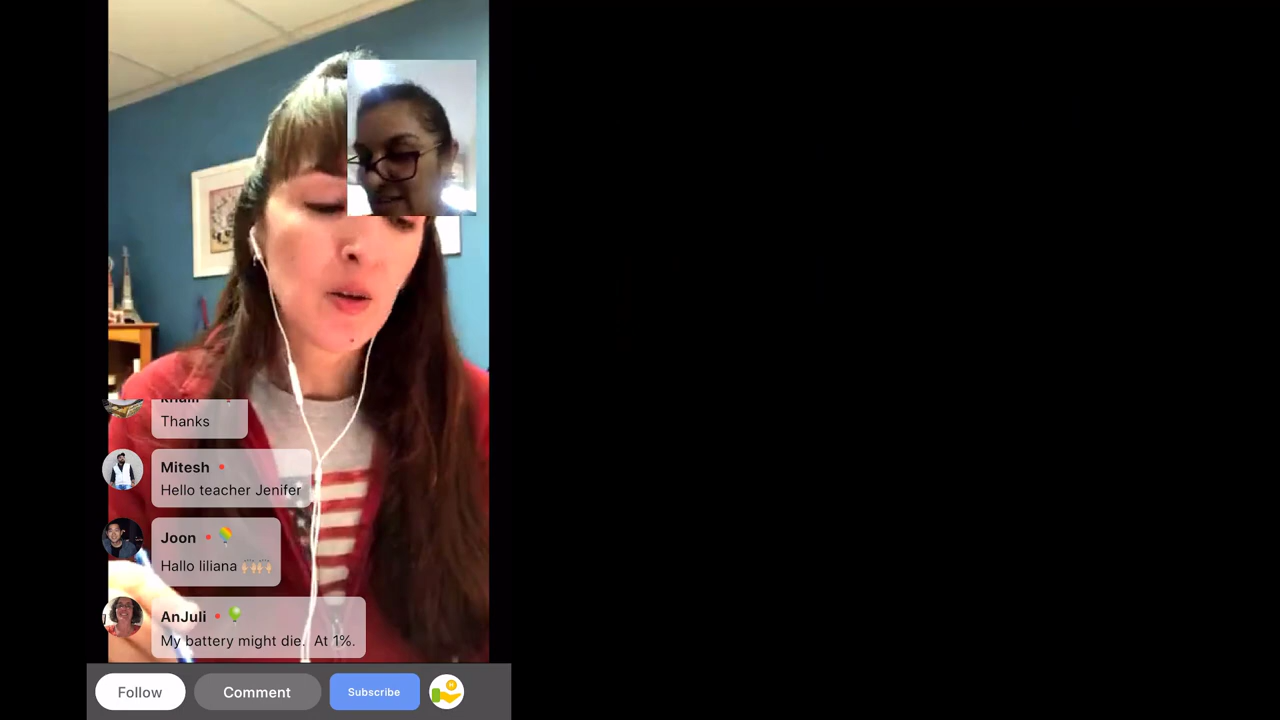 Thanks
Mitesh
Hello teacher Jenifer
Joon
Hallo liliana 🙌🏼🙌🏼
AnJuli
My battery might die. At 1%.
Follow
Comment
Subscribe